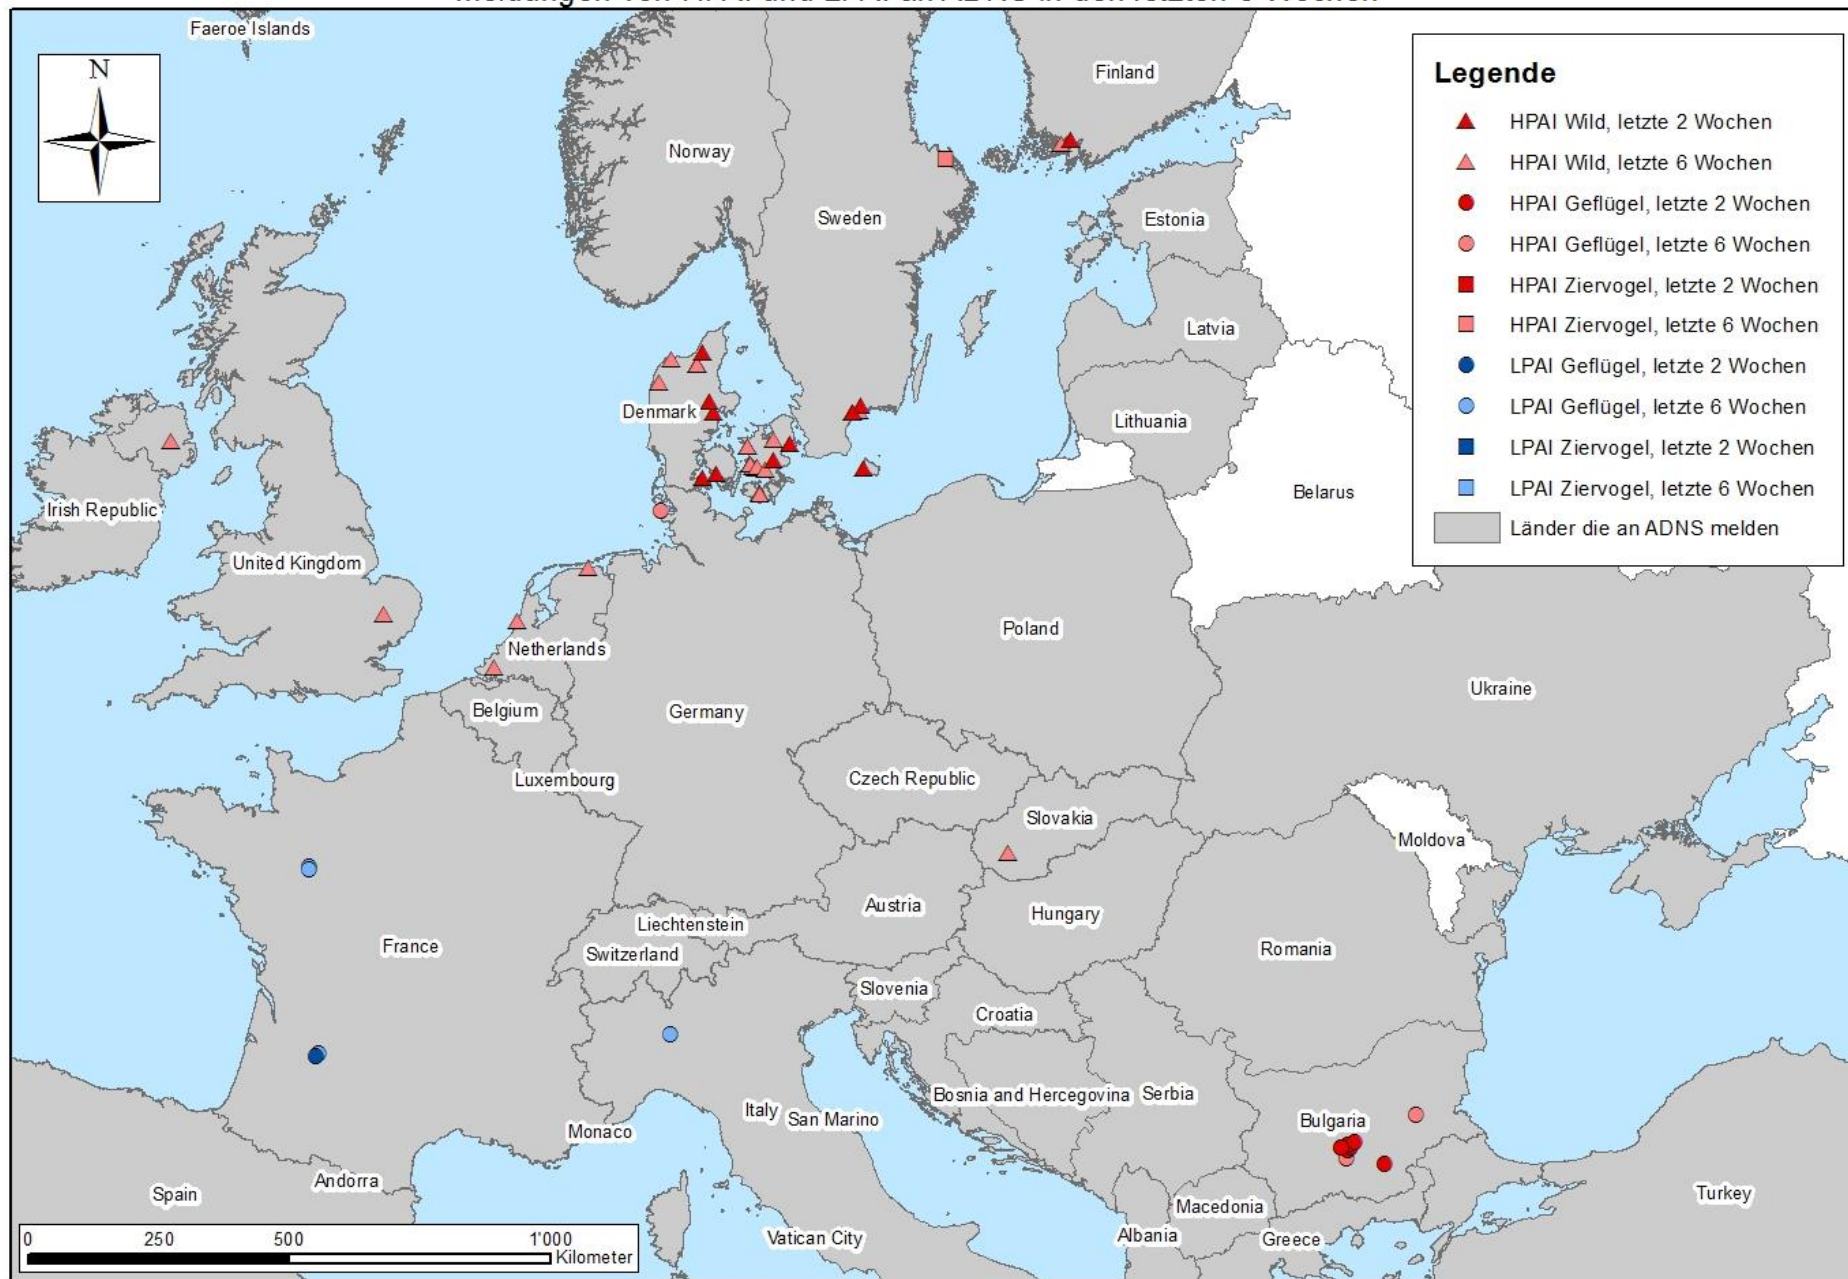 Faeroe Islands
N
Finland
Norway
Sweden
Estonia
Latvia
Lithuania
Denmark
Belarus
Irish Republic
United Kingdom
Netherlands
Poland
Belgium
Germany
Ukraine
Luxembourg
Czech Republic
Slovakia
Moldova
Austria
Hungary
Liechtenstein
France
Switzerland
Romania
Slovenia
Croatia
Bosnia and Hercegovina
Serbia
Italy
San Marino
Bulgaria
Monaco
Andorra
Spain
Macedonia
Turkey
Vatican City
Albania
Greece
Legende
HPAI Wild, letzte 2 Wochen
HPAI Wild, letzte 6 Wochen
HPAI Geflügel, letzte 2 Wochen
HPAI Geflügel, letzte 6 Wochen
HPAI Ziervogel, letzte 2 Wochen
HPAI Ziervogel, letzte 6 Wochen
LPAI Geflügel, letzte 2 Wochen
LPAI Geflügel, letzte 6 Wochen
LPAI Ziervogel, letzte 2 Wochen
LPAI Ziervogel, letzte 6 Wochen
Länder die an ADNS melden
0 250 500 1'000
Kilometer